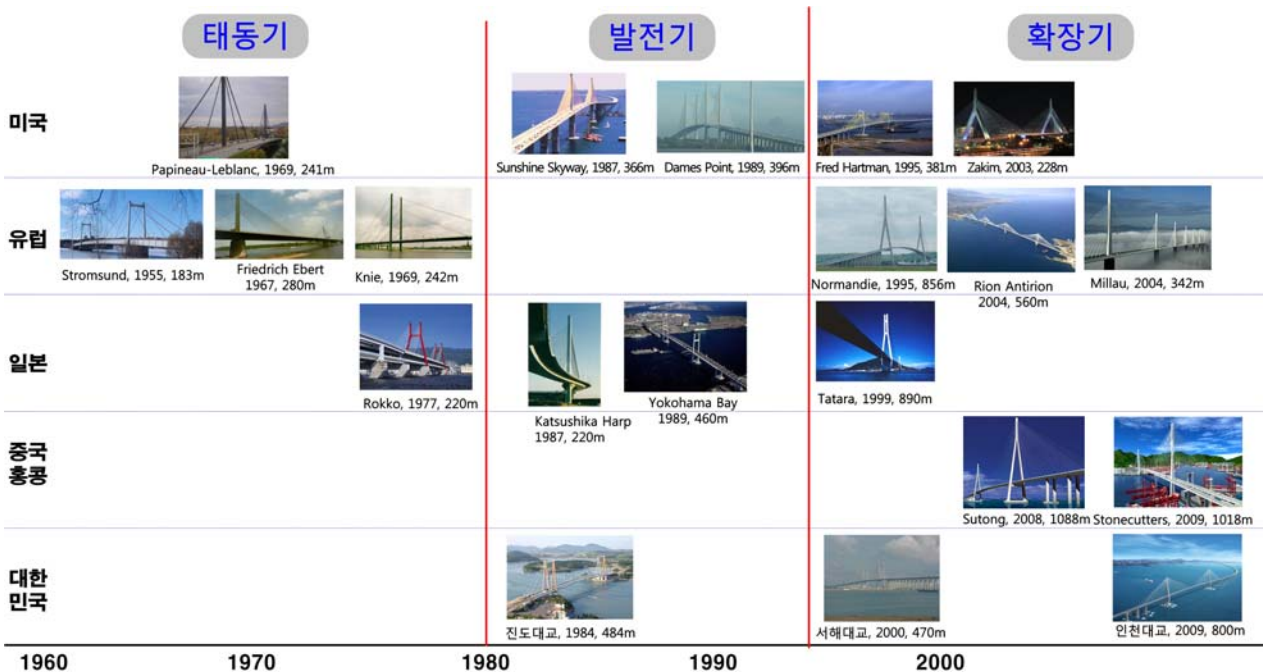 태동기
발전기
확장기
미국
Papineau-Leblanc, 1969, 241m
Sunshine Skyway, 1987, 366m
Dames Point, 1989, 396m
Fred Hartman, 1995, 381m
Zakim, 2003, 228m
유럽
Stromsund, 1955, 183m
Friedrich Ebert
1967, 280m
Knie, 1969, 242m
Normandie, 1995, 856m
Rion Antirion
2004, 560m
Millau, 2004, 342m
일본
Rokko, 1977, 220m
Katsushika Harp
1987, 220m
Yokohama Bay
1989, 460m
Tatara, 1999, 890m
중국
홍콩
Sutong, 2008, 1088m
Stonecutters, 2009, 1018m
대한
민국
진도대교, 1984, 484m
서해대교, 2000, 470m
인천대교, 2009, 800m
1960
1970
1980
1990
2000